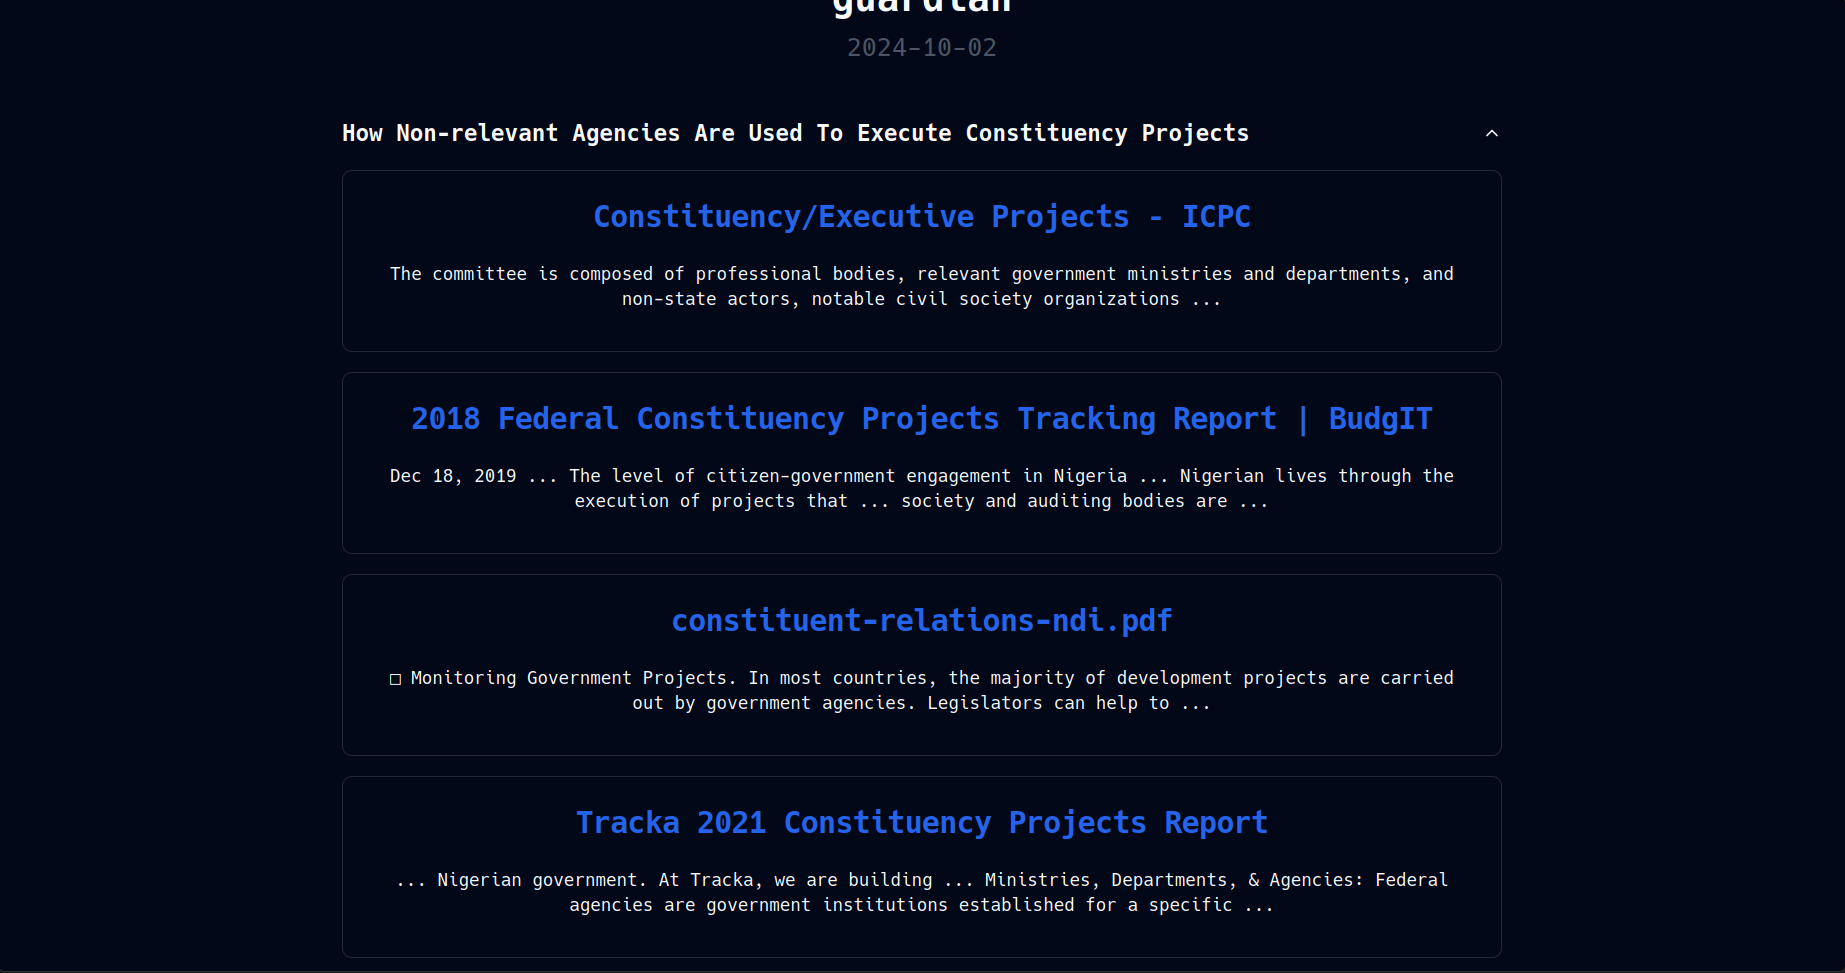 guardian
2024-10-02
How Non-relevant Agencies Are Used To Execute Constituency Projects
Constituency/Executive Projects - ICPC
The committee is composed of professional bodies, relevant government ministries and departments, and
non-state actors, notable civil society organizations ...
2018 Federal Constituency Projects Tracking Report | BudgIT
Dec 18, 2019 ... The level of citizen-government engagement in Nigeria ... Nigerian lives through the
execution of projects that ... society and auditing bodies are ...
constituent-relations-ndi.pdf
□ Monitoring Government Projects. In most countries, the majority of development projects are carried
out by government agencies. Legislators can help to ...
Tracka 2021 Constituency Projects Report
... Nigerian government. At Tracka, we are building ... Ministries, Departments, & Agencies: Federal
agencies are government institutions established for a specific ...